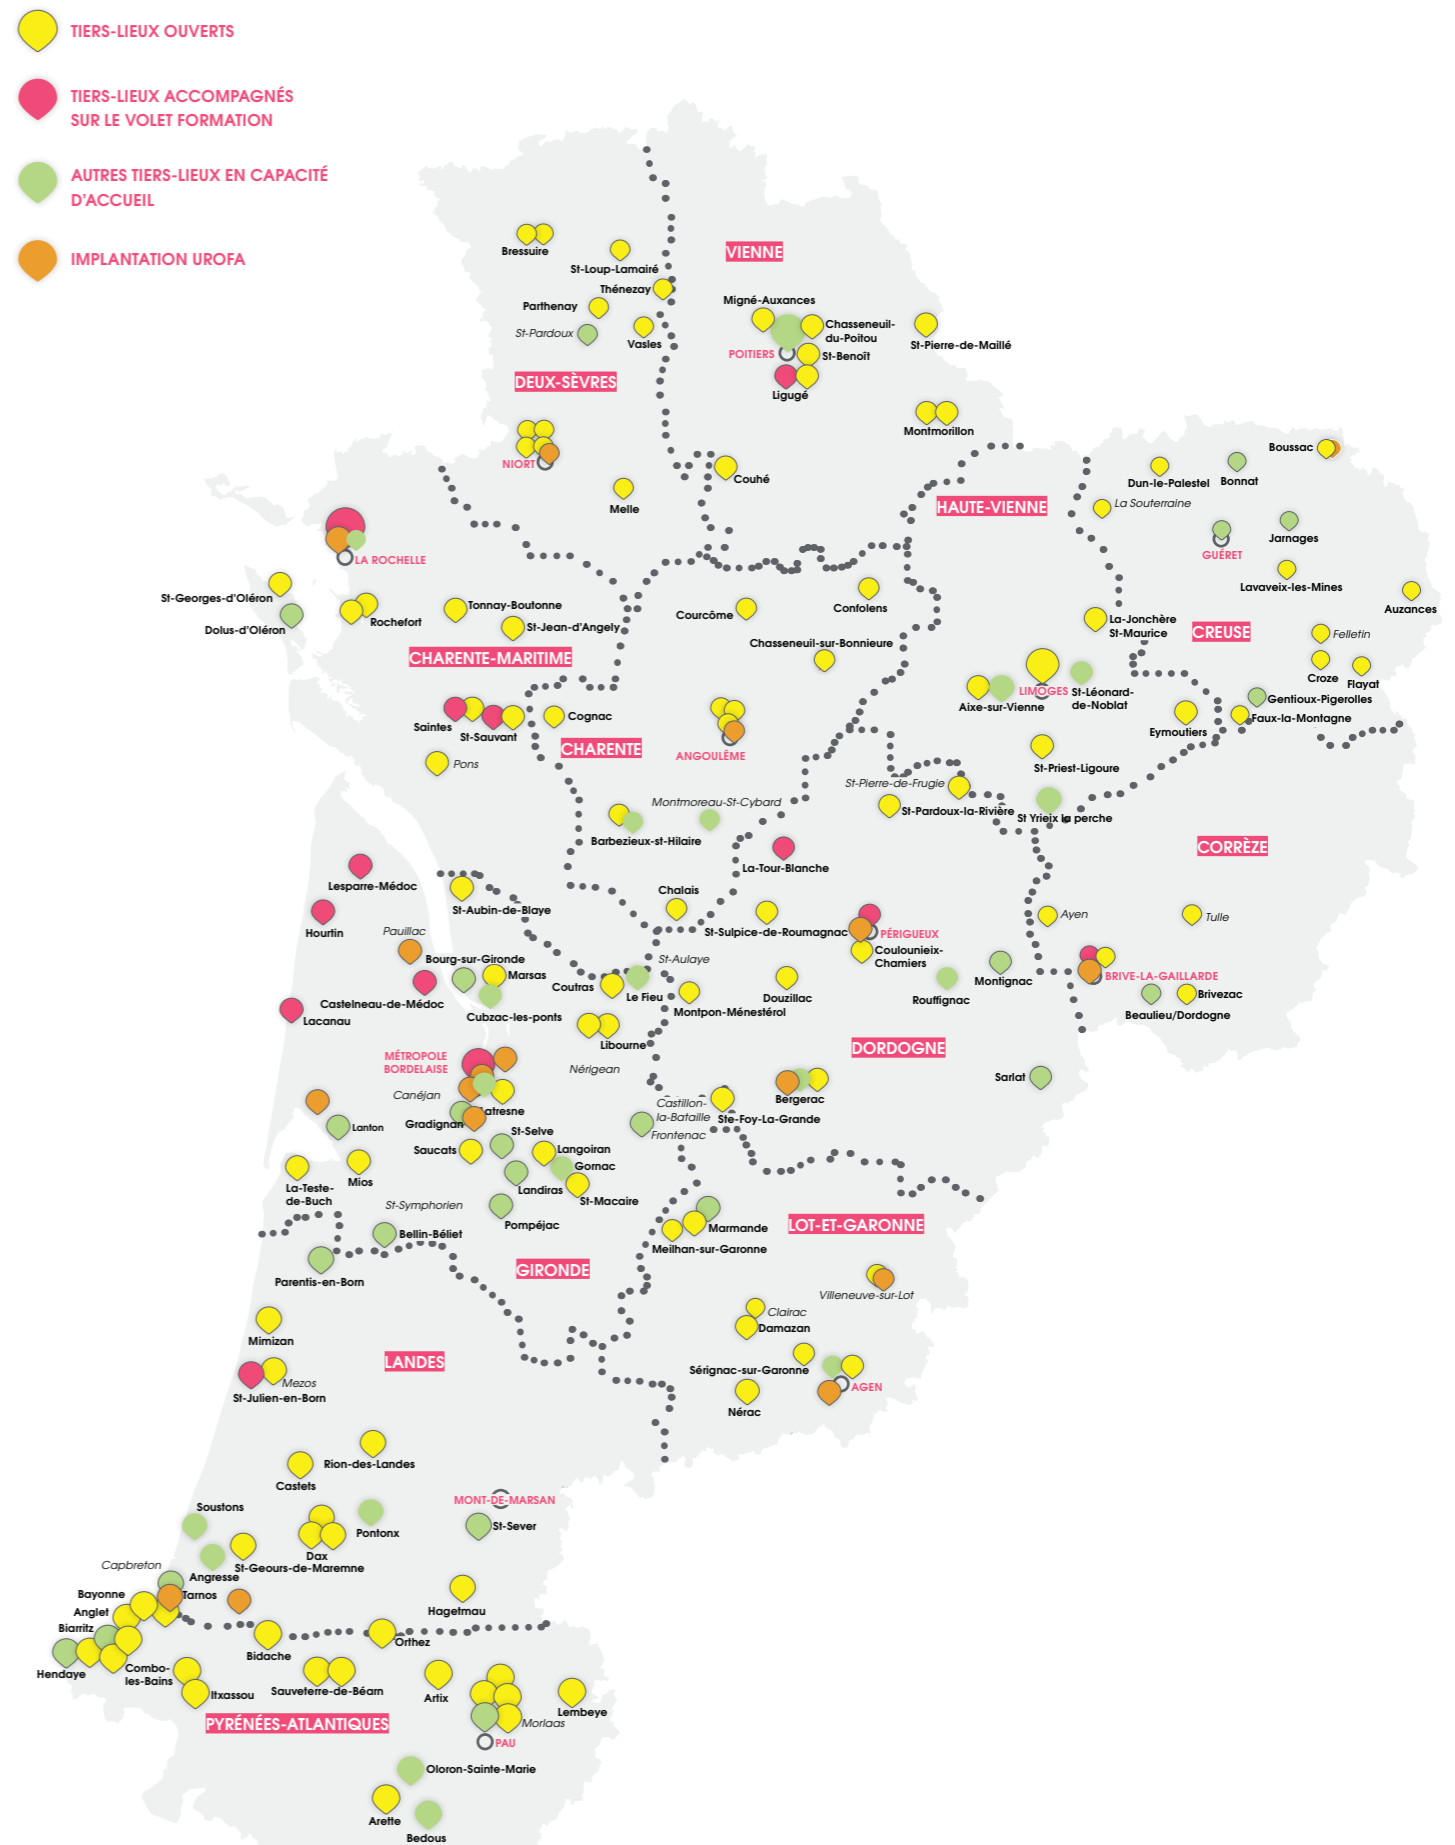 TIERS-LIEUX OUVERTS
TIERS-LIEUX ACCOMPAGNÉS
SUR LE VOLET FORMATION
AUTRES TIERS-LIEUX EN CAPACITÉ
D'ACCUEIL
IMPLANTATION UROFA
Bressuire
St-Loup-Lamairé
Thénezay
Parthenay
St-Pardoux
Vasles
DEUX-SÈVRES
NIORT
Melle
VIENNE
Migné-Auxances
Chasseneuil-
du-Poitou
POITIERS
St-Benoît
Ligugé
St-Pierre-de-Maillé
Montmorillon
Couhé
HAUTE-VIENNE
Boussac
Dun-le-Palestel
Bonnat
La Souterraine
Jarnages
GUÉRET
Lavaveix-les-Mines
Auzances
CREUSE
Felletin
Croze
Flayat
Gentioux-Pigerolles
Faux-la-Montagne
LA ROCHELLE
St-Georges-d'Oléron
Dolus-d'Oléron
Rochefort
Tonnay-Boutonne
St-Jean-d'Angely
CHARENTE-MARITIME
Saintes
St-Sauvant
Pons
Courcôme
Confolens
Chasseneuil-sur-Bonnieure
Cognac
CHARENTE
ANGOULÊME
Montmoreau-St-Cybard
Barbezieux-st-Hilaire
Chalais
La-Jonchère
St-Maurice
LIMOGES
Aixe-sur-Vienne
St-Léonard-
de-Noblat
Eymoutiers
St-Priest-Ligoure
St Yrieix la perche
St-Pierre-de-Frugie
St-Pardoux-la-Rivière
La-Tour-Blanche
CORRÈZE
Ayen
Tulle
BRIVE-LA-GAILLARDE
Beaulieu/Dordogne
Brivezac
St-Sulpice-de-Roumagnac
PÉRIGUEUX
Coulounieix-
Chamiers
Montignac
Rouffignac
Douzillac
Montpon-Ménestérol
St-Aulaye
DORDOGNE
Sarlat
Bergerac
Lesparre-Médoc
Hourtin
Pauillac
St-Aubin-de-Blaye
Bourg-sur-Gironde
Marsas
Castelneau-de-Médoc
Cubzac-les-ponts
Lacanau
Coutras
Le Fieu
Libourne
Nérigean
MÉTROPOLE
BORDELAISE
Canéjan
Latresne
Gradignan
Castillon-
la-Bataille
Frontenac
Ste-Foy-La-Grande
Lanton
Saucats
St-Selve
Langoiran
Gornac
Landiras
St-Macaire
La-Teste-
de-Buch
Mios
St-Symphorien
Pompéjac
Bellin-Béliet
GIRONDE
Marmande
Meilhan-sur-Garonne
LOT-ET-GARONNE
Villeneuve-sur-Lot
Clairac
Damazan
Sérignac-sur-Garonne
AGEN
Nérac
Parentis-en-Born
Mimizan
LANDES
Mezos
St-Julien-en-Born
Rion-des-Landes
Castets
Soustons
Pontonx
MONT-DE-MARSAN
St-Sever
Dax
St-Geours-de-Maremne
Angresse
Capbreton
Tarnos
Hagetmau
Bayonne
Anglet
Biarritz
Hendaye
Combo-
les-Bains
Itxassou
Bidache
Orthez
Sauveterre-de-Béarn
Artix
Lembeye
Morlaas
PAU
PYRÉNÉES-ATLANTIQUES
Oloron-Sainte-Marie
Arette
Bedous